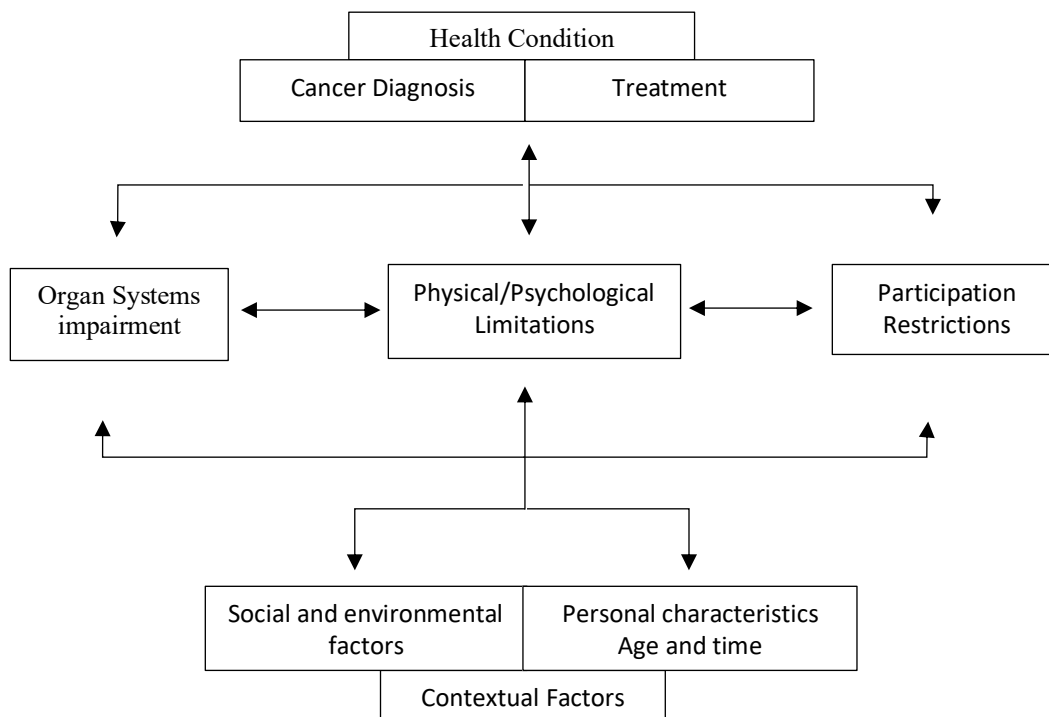 Health Condition
Cancer Diagnosis
Treatment
Organ Systems
impairment
Physical/Psychological
Limitations
Participation
Restrictions
Social and environmental
factors
Personal characteristics
Age and time
Contextual Factors